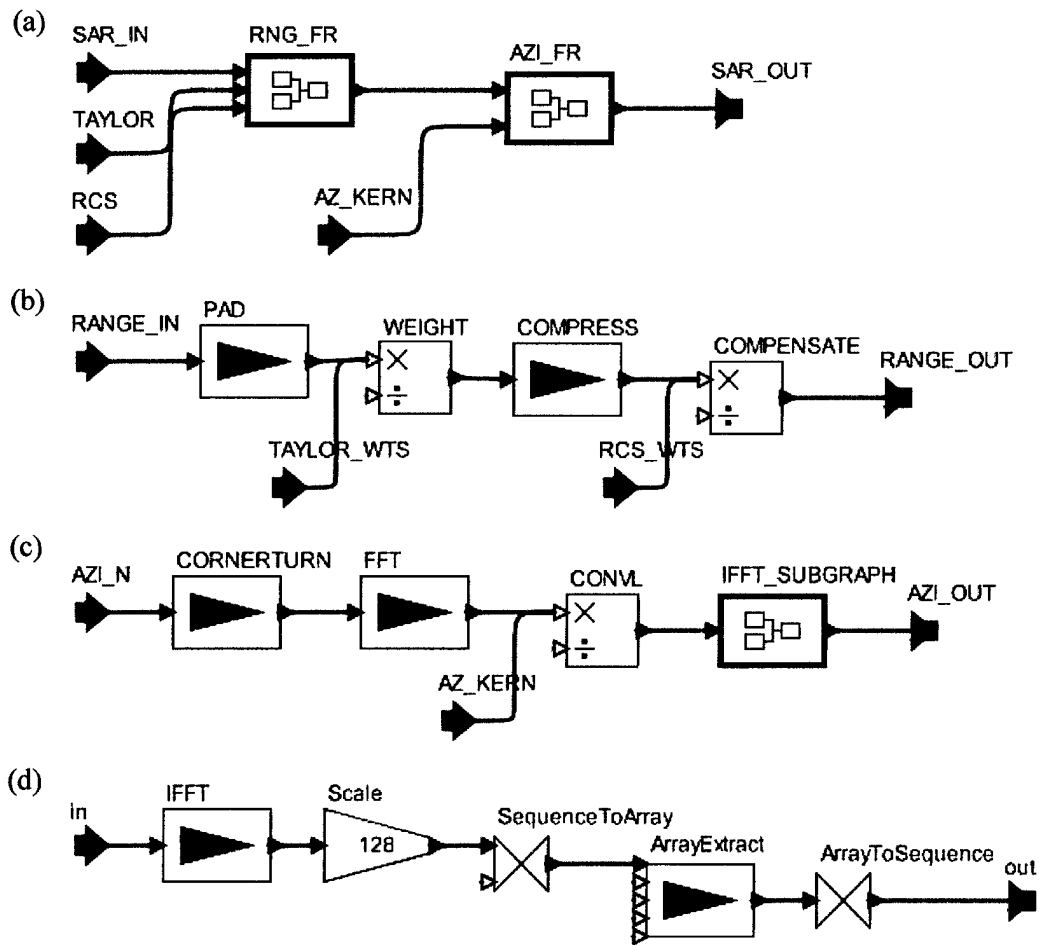 (a)
SAR_IN
RNG_FR
AZI_FR
SAR_OUT
TAYLOR
RCS
AZ_KERN
(b)
RANGE_IN
PAD
WEIGHT
COMPRESS
COMPENSATE
RANGE_OUT
×
÷
×
÷
TAYLOR_WTS
RCS_WTS
(c)
AZI_N
CORNERTURN
FFT
CONVL
IFFT_SUBGRAPH
AZI_OUT
×
÷
AZ_KERN
(d)
in
IFFT
Scale
128
SequenceToArray
ArrayExtract
ArrayToSequence
out